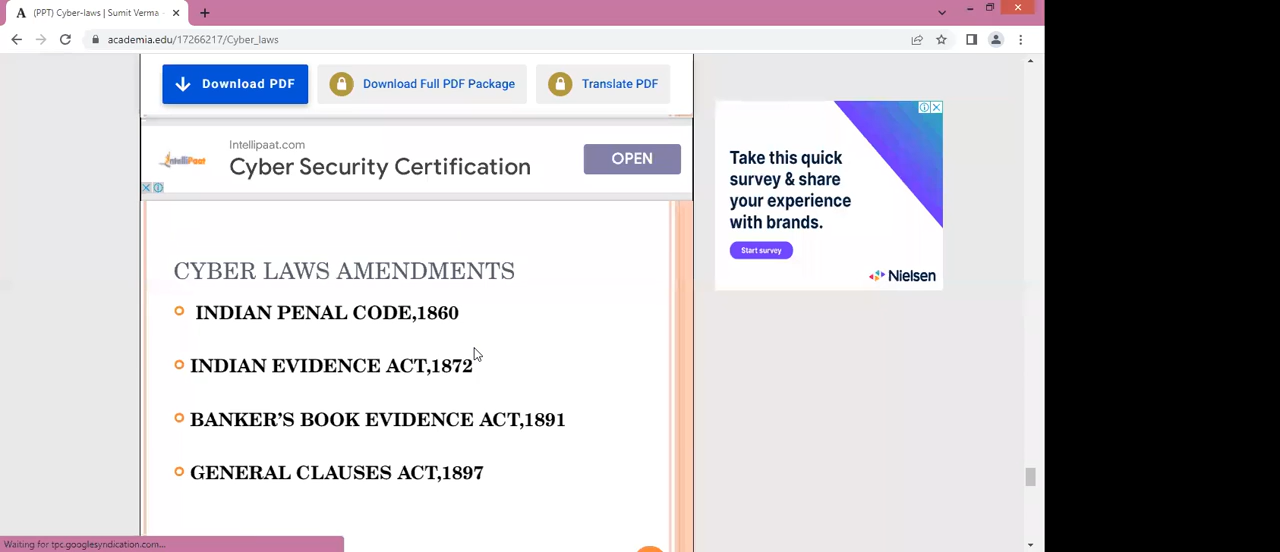 (PPT) Cyber-laws | Sumit Verma
academia.edu/17266217/Cyber_laws
Download PDF
Download Full PDF Package
Translate PDF
Intellipaat.com
IntelliPaat
Cyber Security Certification
OPEN
Take this quick
survey & share
your experience
with brands.
Start survey
Nielsen
CYBER LAWS AMENDMENTS
INDIAN PENAL CODE,1860
INDIAN EVIDENCE ACT,1872
BANKER'S BOOK EVIDENCE ACT,1891
GENERAL CLAUSES ACT,1897
Waiting for tpc.googlesyndication.com...